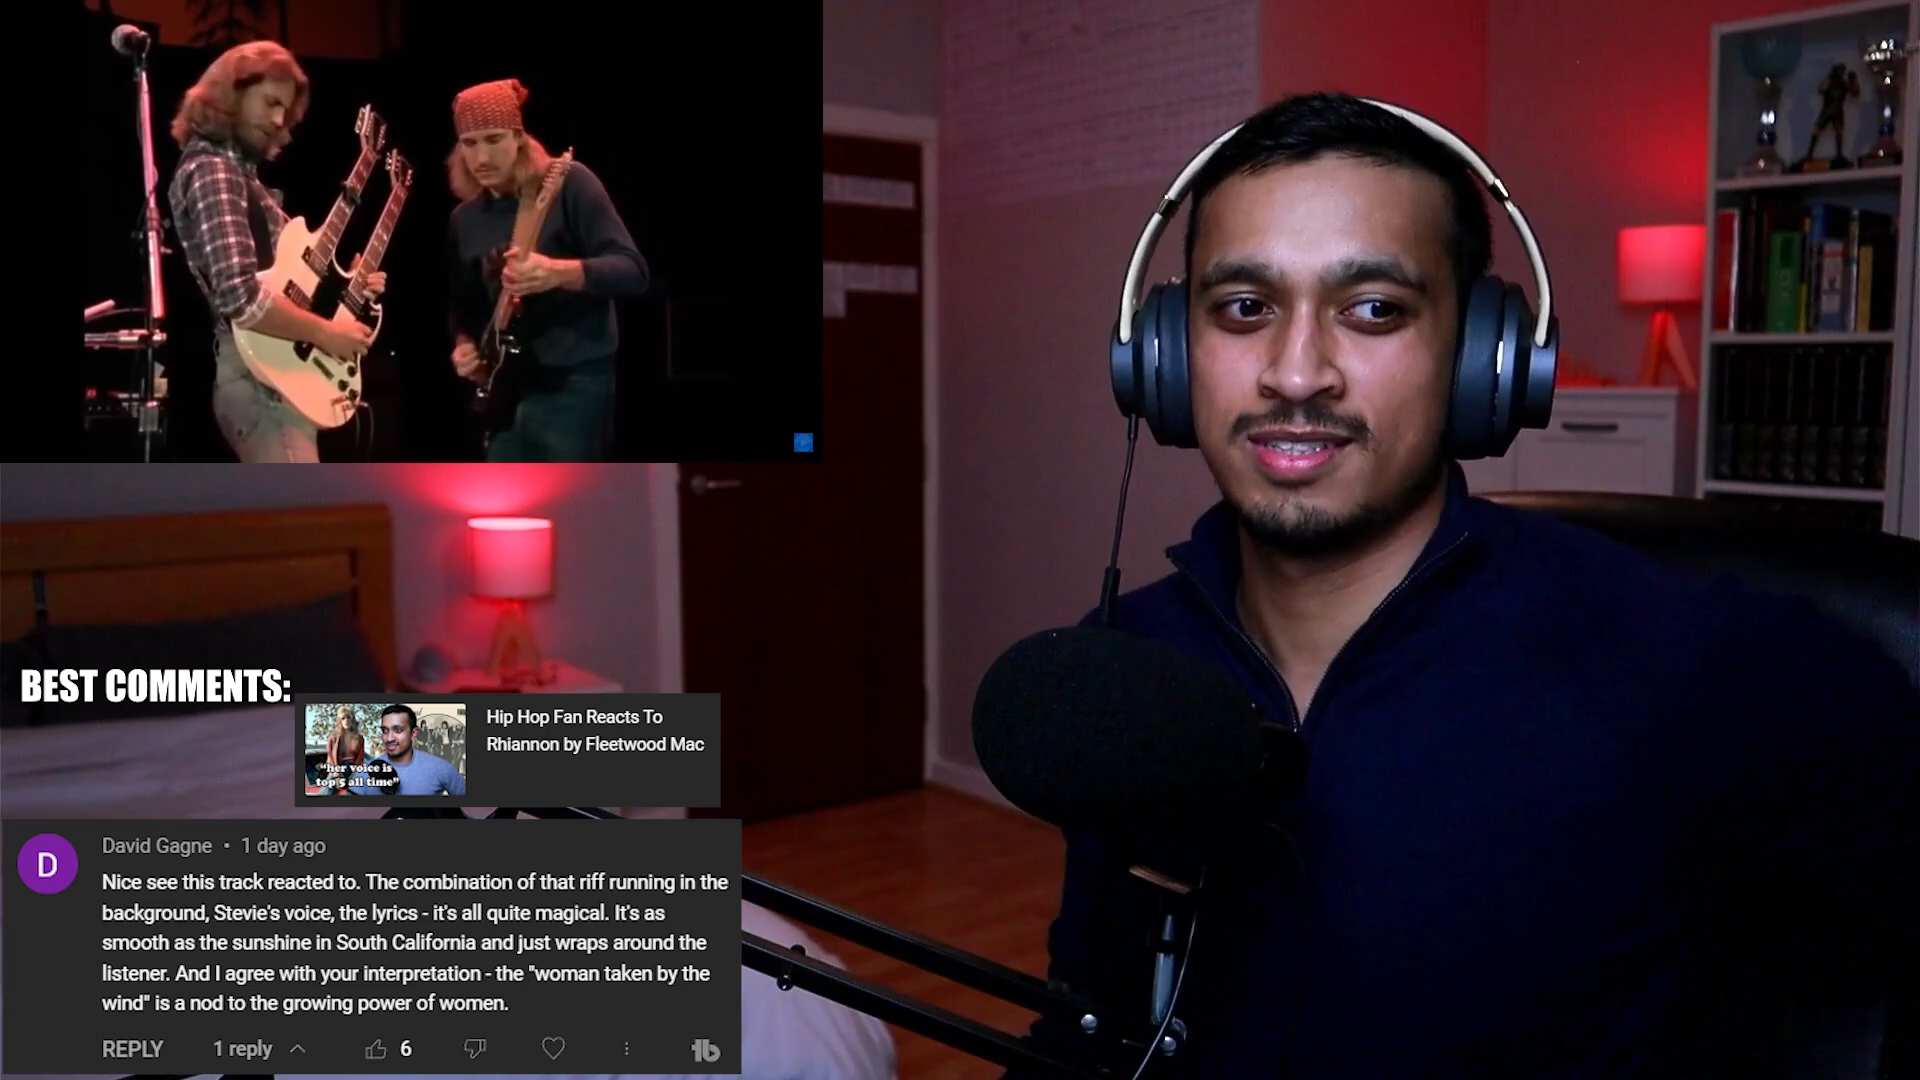 BEST COMMENTS:
Hip Hop Fan Reacts To
Rhiannon by Fleetwood Mac
"her voice is
top 5 all time"
David Gagne • 1 day ago
Nice see this track reacted to. The combination of that riff running in the
background, Stevie's voice, the lyrics - it's all quite magical. It's as
smooth as the sunshine in South California and just wraps around the
listener. And I agree with your interpretation - the "woman taken by the
wind" is a nod to the growing power of women.
D
REPLY
1 reply
6
tb